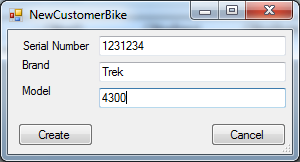 NewCustomerBike
Serial Number 1231234
Brand Trek
Model 4300
Create Cancel